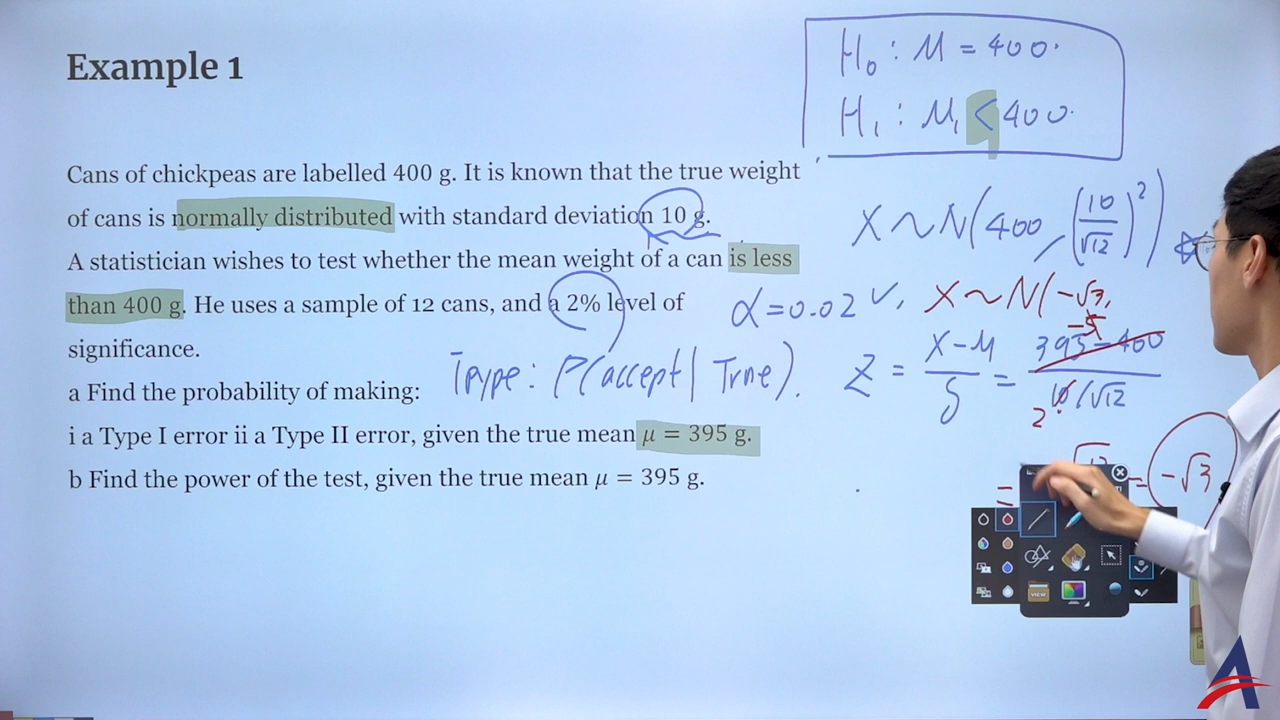 Example 1
H₀ : μ = 400.
H₁ : μ₁ < 400.
Cans of chickpeas are labelled 400 g. It is known that the true weight
of cans is normally distributed with standard deviation 10 g.
A statistician wishes to test whether the mean weight of a can is less
than 400 g. He uses a sample of 12 cans, and a 2% level of
significance.
a Find the probability of making:
i a Type I error ii a Type II error, given the true mean μ = 395 g.
b Find the power of the test, given the true mean μ = 395 g.
X ~ N(400, (10/√12)²)
α = 0.02 ✓, X ~ N(-√3,
P(accept | True).
Z = X-μ/S = 395-400/10/√12
-5
2
= -√3
VIEW